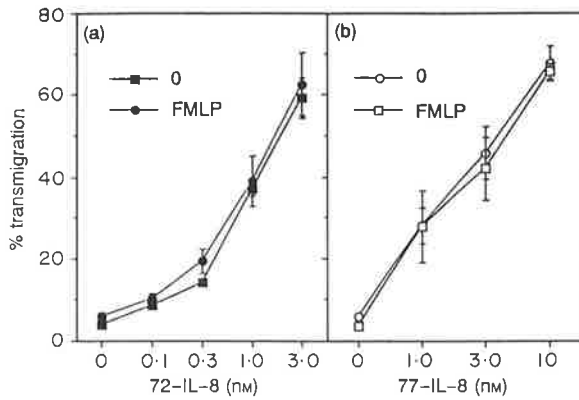 (a)
(b)
% transmigration
80
60
40
20
0
0
FMLP
0
FMLP
0 0·1 0·3 1·0 3·0
0 1·0 3·0 10
72-IL-8 (nM)
77-IL-8 (nM)